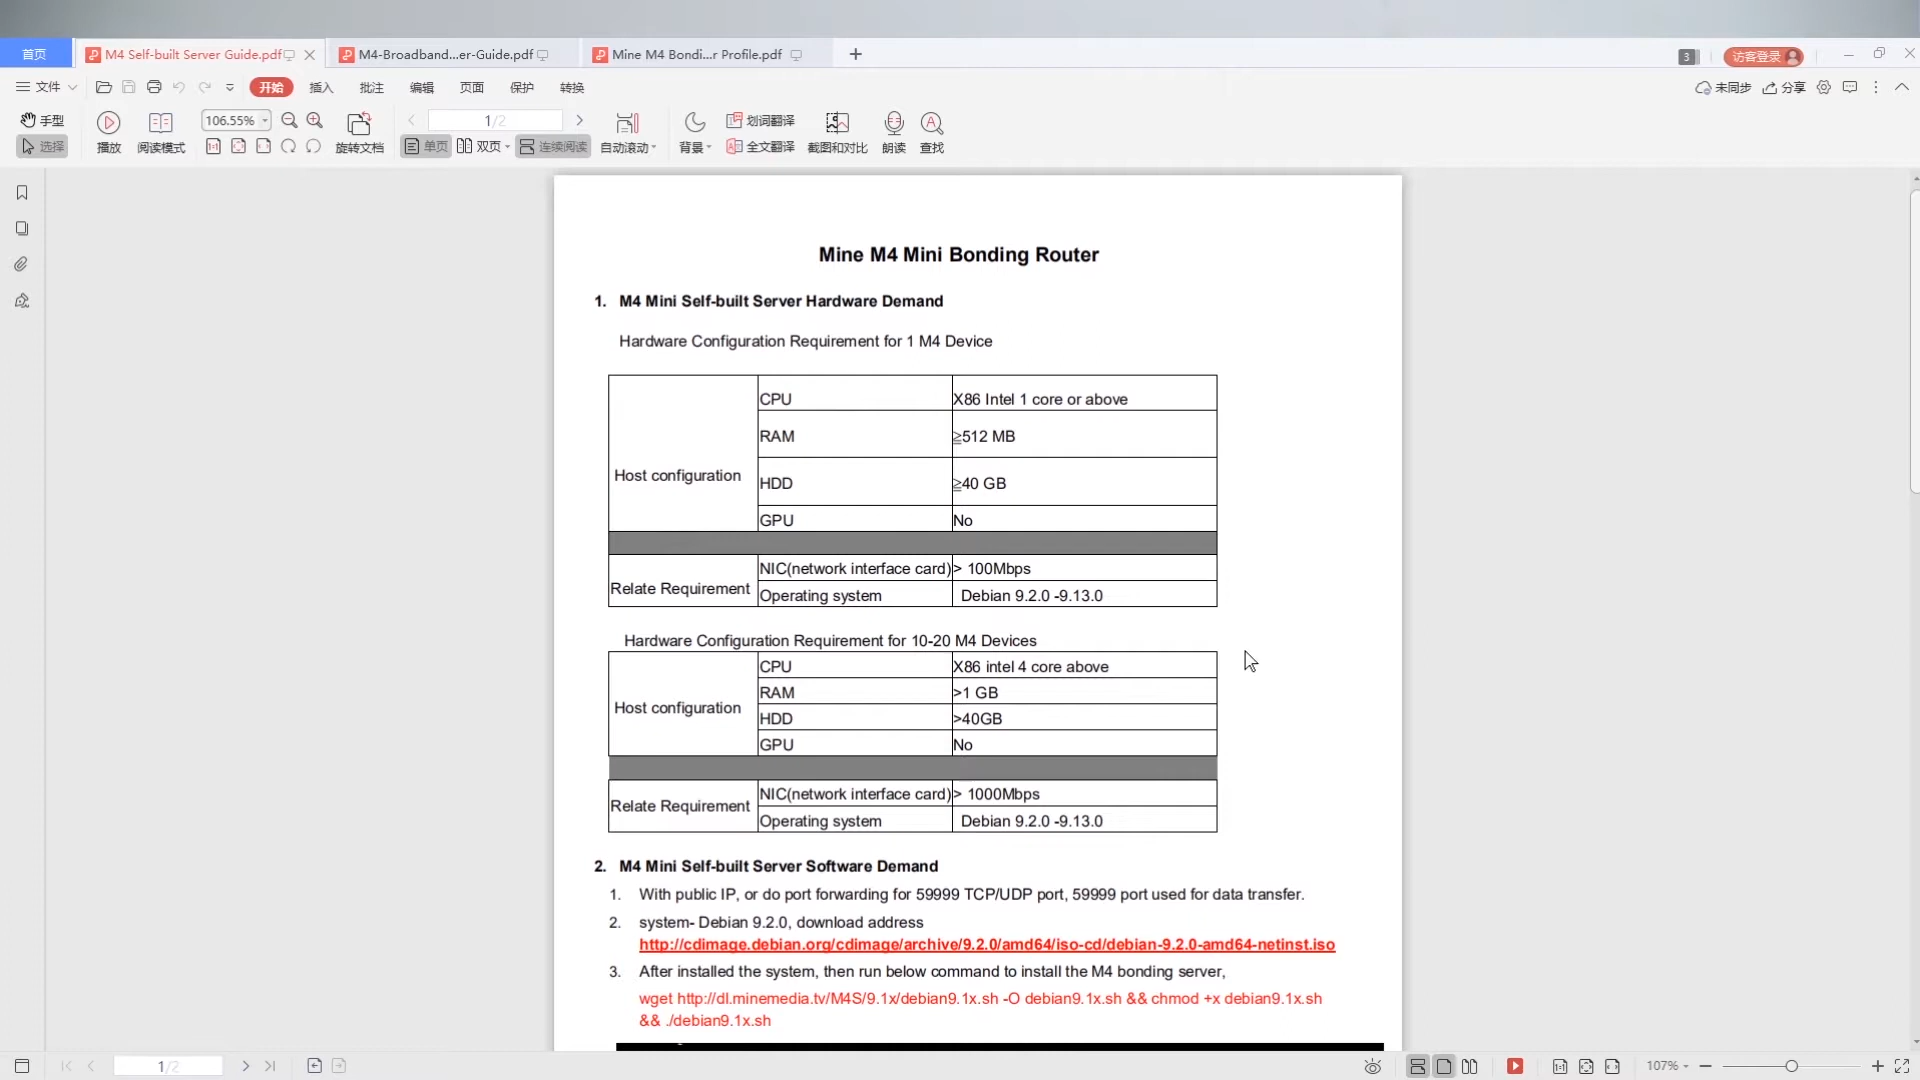 首页
M4 Self-built Server Guide.pdf
M4-Broadband...er-Guide.pdf
Mine M4 Bondi...r Profile.pdf
3
访客登录
文件
开始
插入
批注
编辑
页面
保护
转换
未同步
分享
手型
选择
播放
阅读模式
106.55%
旋转文档
1/2
单页
双页
连续阅读
自动滚动
背景
划词翻译
全文翻译
截图和对比
朗读
查找
Mine M4 Mini Bonding Router
1. M4 Mini Self-built Server Hardware Demand
Hardware Configuration Requirement for 1 M4 Device
Host configuration
CPU X86 Intel 1 core or above
RAM ≧512 MB
HDD ≧40 GB
GPU No
Relate Requirement
NIC(network interface card) > 100Mbps
Operating system Debian 9.2.0 -9.13.0
Hardware Configuration Requirement for 10-20 M4 Devices
Host configuration
CPU X86 intel 4 core above
RAM >1 GB
HDD >40GB
GPU No
Relate Requirement
NIC(network interface card) > 1000Mbps
Operating system Debian 9.2.0 -9.13.0
2. M4 Mini Self-built Server Software Demand
1. With public IP, or do port forwarding for 59999 TCP/UDP port, 59999 port used for data transfer.
2. system- Debian 9.2.0, download address
http://cdimage.debian.org/cdimage/archive/9.2.0/amd64/iso-cd/debian-9.2.0-amd64-netinst.iso
3. After installed the system, then run below command to install the M4 bonding server,
wget http://dl.minemedia.tv/M4S/9.1x/debian9.1x.sh -O debian9.1x.sh && chmod +x debian9.1x.sh
&& ./debian9.1x.sh
1/2
107%